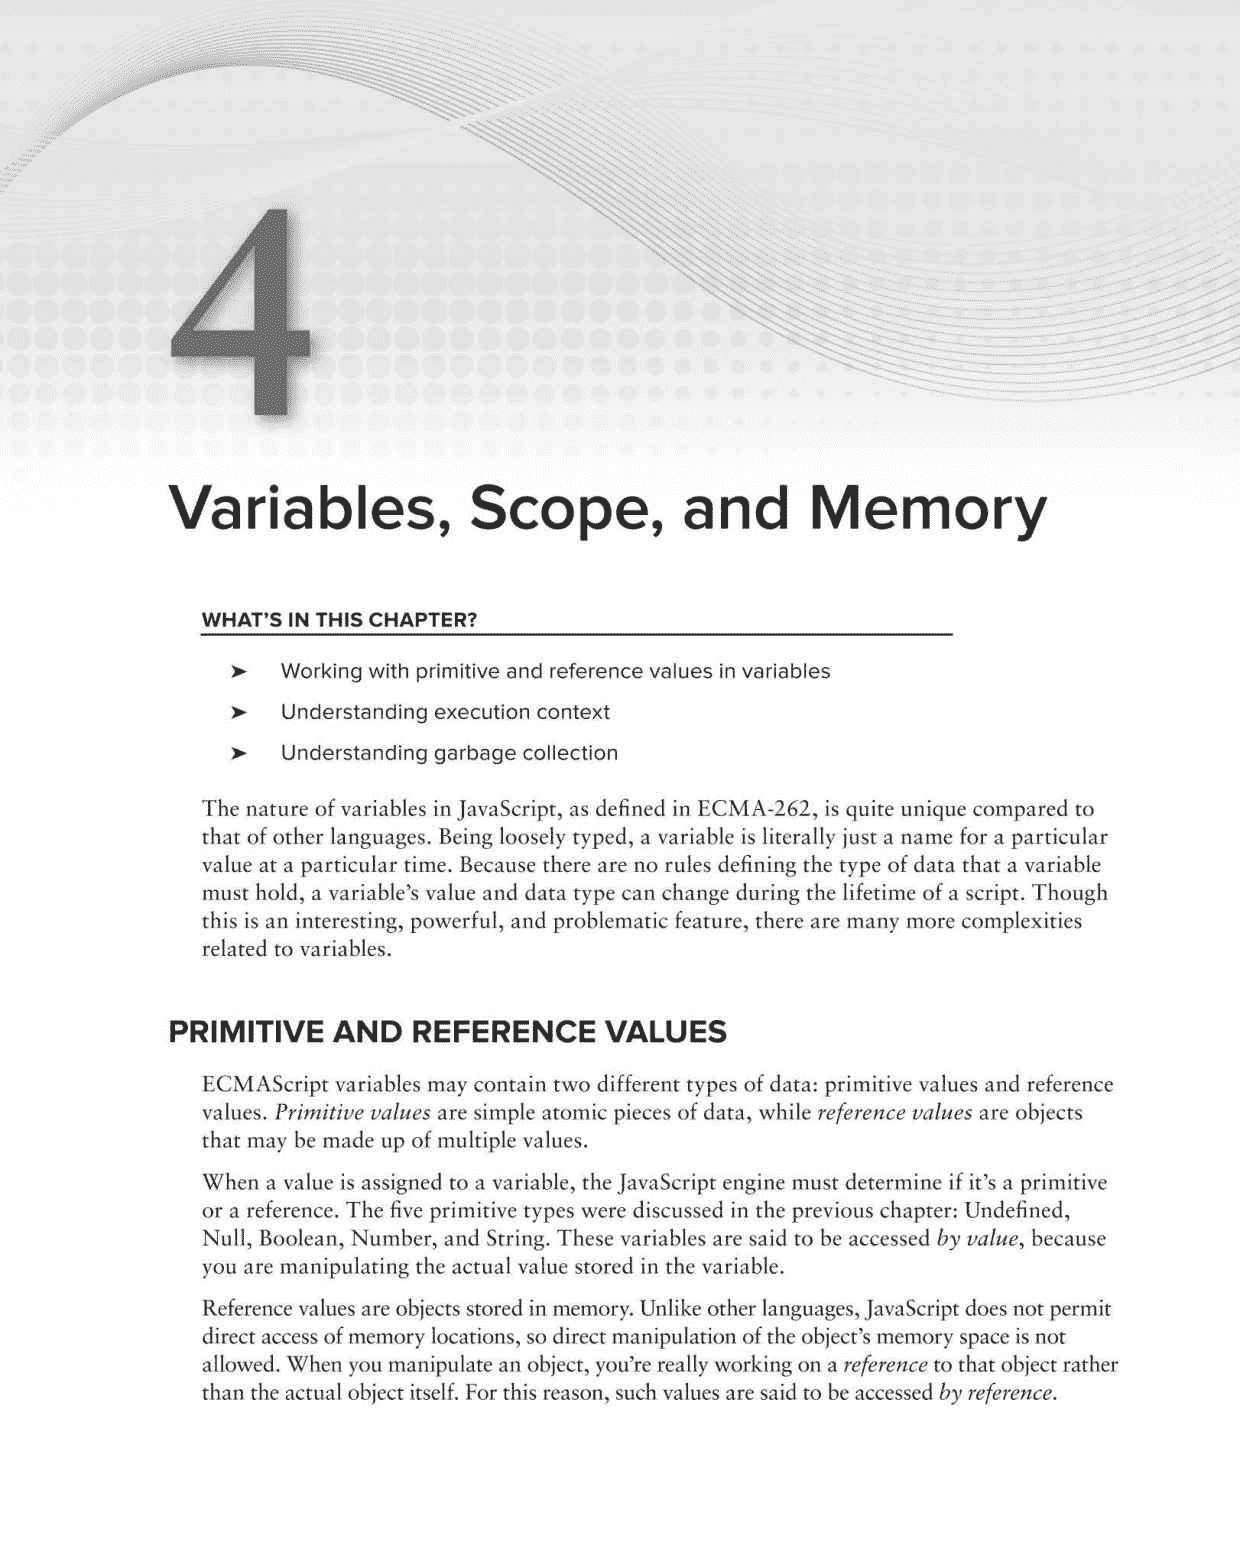 4
Variables, Scope, and Memory
WHAT'S IN THIS CHAPTER?
➤ Working with primitive and reference values in variables
➤ Understanding execution context
➤ Understanding garbage collection
The nature of variables in JavaScript, as defined in ECMA-262, is quite unique compared to
that of other languages. Being loosely typed, a variable is literally just a name for a particular
value at a particular time. Because there are no rules defining the type of data that a variable
must hold, a variable's value and data type can change during the lifetime of a script. Though
this is an interesting, powerful, and problematic feature, there are many more complexities
related to variables.
PRIMITIVE AND REFERENCE VALUES
ECMAScript variables may contain two different types of data: primitive values and reference
values. Primitive values are simple atomic pieces of data, while reference values are objects
that may be made up of multiple values.
When a value is assigned to a variable, the JavaScript engine must determine if it's a primitive
or a reference. The five primitive types were discussed in the previous chapter: Undefined,
Null, Boolean, Number, and String. These variables are said to be accessed by value, because
you are manipulating the actual value stored in the variable.
Reference values are objects stored in memory. Unlike other languages, JavaScript does not permit
direct access of memory locations, so direct manipulation of the object's memory space is not
allowed. When you manipulate an object, you're really working on a reference to that object rather
than the actual object itself. For this reason, such values are said to be accessed by reference.